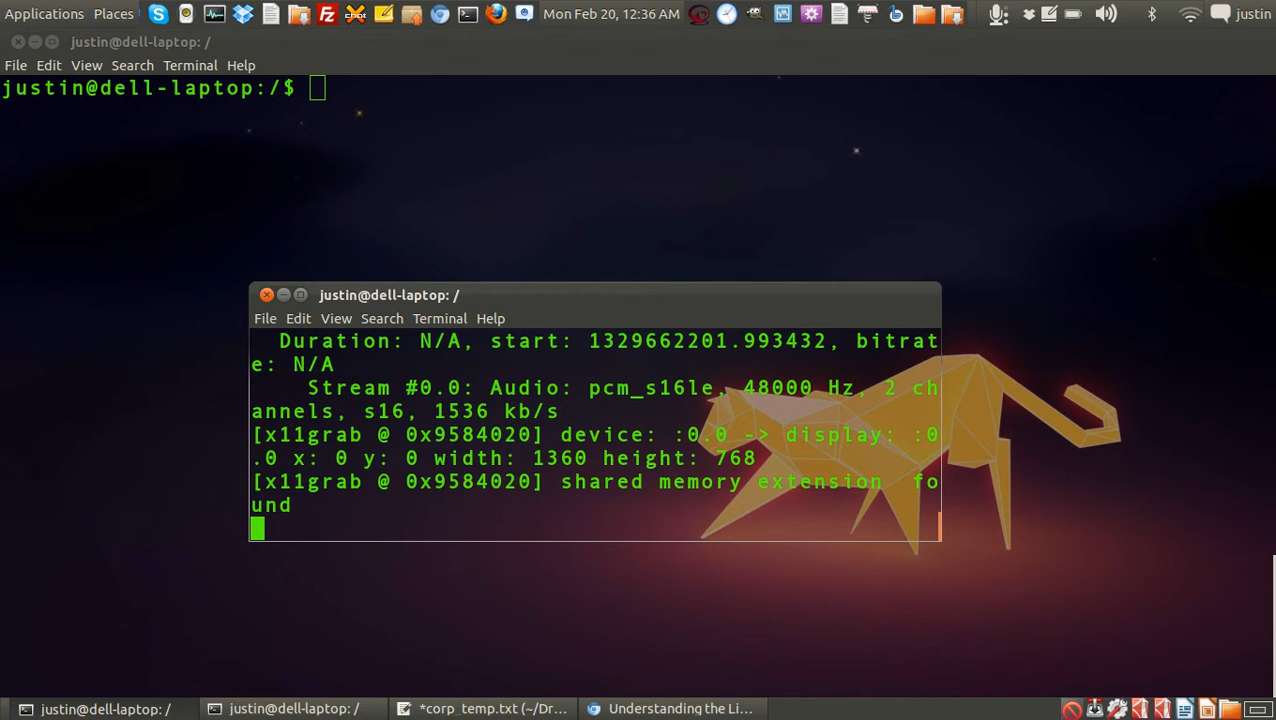 Applications Places Mon Feb 20, 12:36 AM justin
justin@dell-laptop: /
File Edit View Search Terminal Help
justin@dell-laptop:/$
justin@dell-laptop: /
File Edit View Search Terminal Help
Duration: N/A, start: 1329662201.993432, bitrat
e: N/A
Stream #0.0: Audio: pcm_s16le, 48000 Hz, 2 ch
annels, s16, 1536 kb/s
[x11grab @ 0x9584020] device: :0.0 -> display: :0
.0 x: 0 y: 0 width: 1360 height: 768
[x11grab @ 0x9584020] shared memory extension fo
und
justin@dell-laptop: / justin@dell-laptop: / *corp_temp.txt (~/Dr... Understanding the Li...